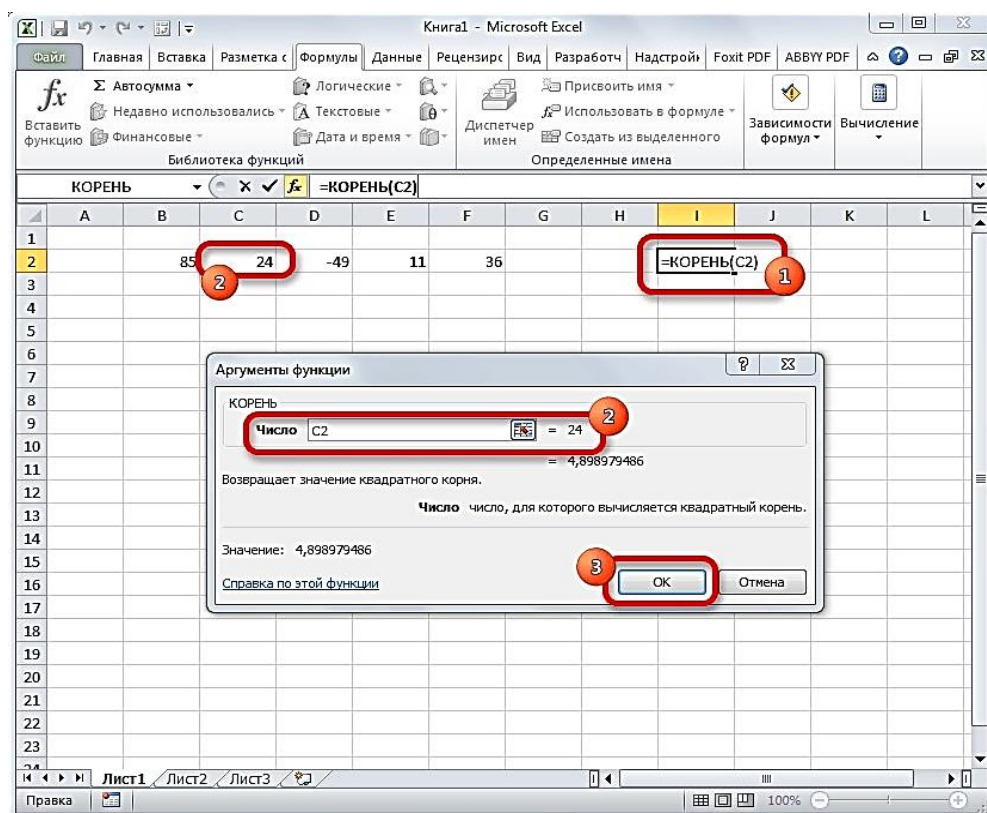 Книга1 - Microsoft Excel
Файл Главная Вставка Разметка с Формулы Данные Рецензирс Вид Разработч Надстройк Foxit PDF ABBYY PDF
fx
Вставить функцию
Σ Автосумма
Недавно использовались
Финансовые
Логические
Текстовые
Дата и время
Библиотека функций
Диспетчер имен
Присвоить имя
Использовать в формуле
Создать из выделенного
Определенные имена
Зависимости формул
Вычисление
КОРЕНЬ fx =КОРЕНЬ(C2)
A B C D E F G H I J K L
1
2 85 24 -49 11 36 =КОРЕНЬ(C2) 1
3 2
4
5
6
7
8
9
10
11
12
13
14
15
16
17
18
19
20
21
22
23
24
Аргументы функции
КОРЕНЬ
Число C2 = 24 2
= 4,898979486
Возвращает значение квадратного корня.
Число число, для которого вычисляется квадратный корень.
Значение: 4,898979486
Справка по этой функции 3 ОК Отмена
Лист1 Лист2 Лист3
Правка 100%